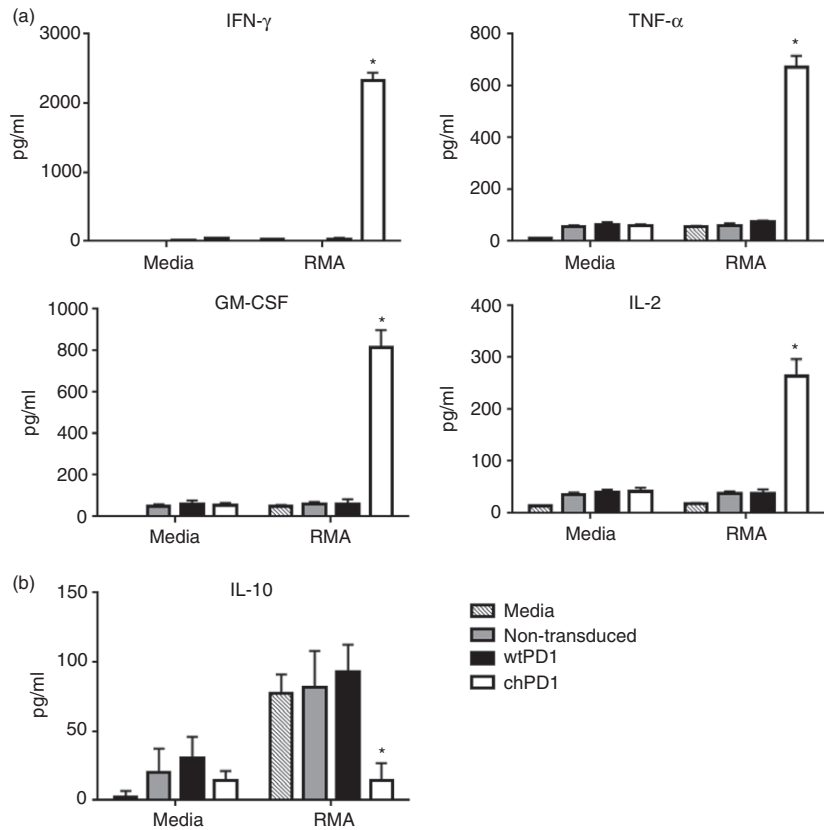 (a)
IFN-γ
3000
2000
1000
0
pg/ml
*
Media
RMA
TNF-α
800
600
400
200
0
pg/ml
*
Media
RMA
GM-CSF
1000
800
600
400
200
0
pg/ml
*
Media
RMA
IL-2
400
300
200
100
0
pg/ml
*
Media
RMA
(b)
IL-10
150
100
50
0
pg/ml
*
Media
RMA
Media
Non-transduced
wtPD1
chPD1